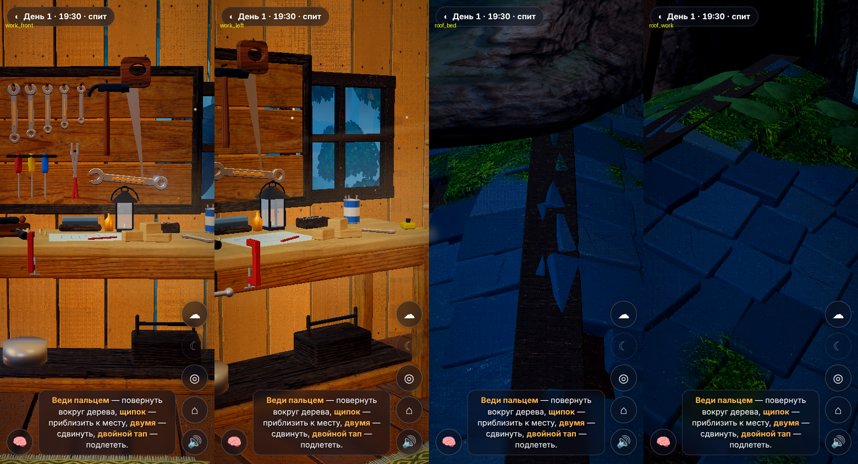 День 1 · 19:30 · спит
work_front
Веди пальцем — повернуть
вокруг дерева, щипок —
приблизить к месту, двумя —
сдвинуть, двойной тап —
подлететь.
День 1 · 19:30 · спит
work_left
Веди пальцем — повернуть
вокруг дерева, щипок —
приблизить к месту, двумя —
сдвинуть, двойной тап —
подлететь.
День 1 · 19:30 · спит
roof_bed
Веди пальцем — повернуть
вокруг дерева, щипок —
приблизить к месту, двумя —
сдвинуть, двойной тап —
подлететь.
День 1 · 19:30 · спит
roof_work
Веди пальцем — повернуть
вокруг дерева, щипок —
приблизить к месту, двумя —
сдвинуть, двойной тап —
подлететь.